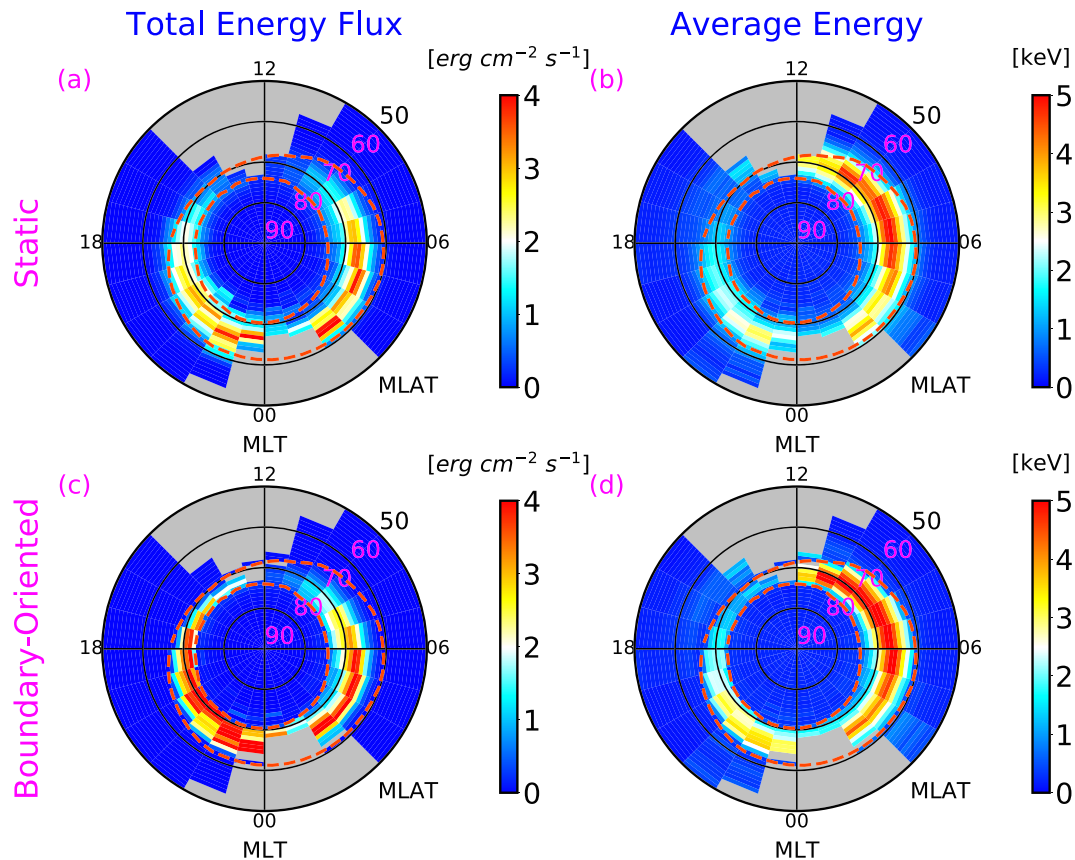 Total Energy Flux
Average Energy
Static
Boundary-Oriented
(a)
[erg cm⁻² s⁻¹]
12
50
60
70
80
90
18
06
00
MLAT
MLT
4
3
2
1
0
(b)
[keV]
12
50
60
70
80
90
18
06
00
MLAT
MLT
5
4
3
2
1
0
(c)
[erg cm⁻² s⁻¹]
12
50
60
70
80
90
18
06
00
MLAT
MLT
4
3
2
1
0
(d)
[keV]
12
50
60
70
80
90
18
06
00
MLAT
MLT
5
4
3
2
1
0